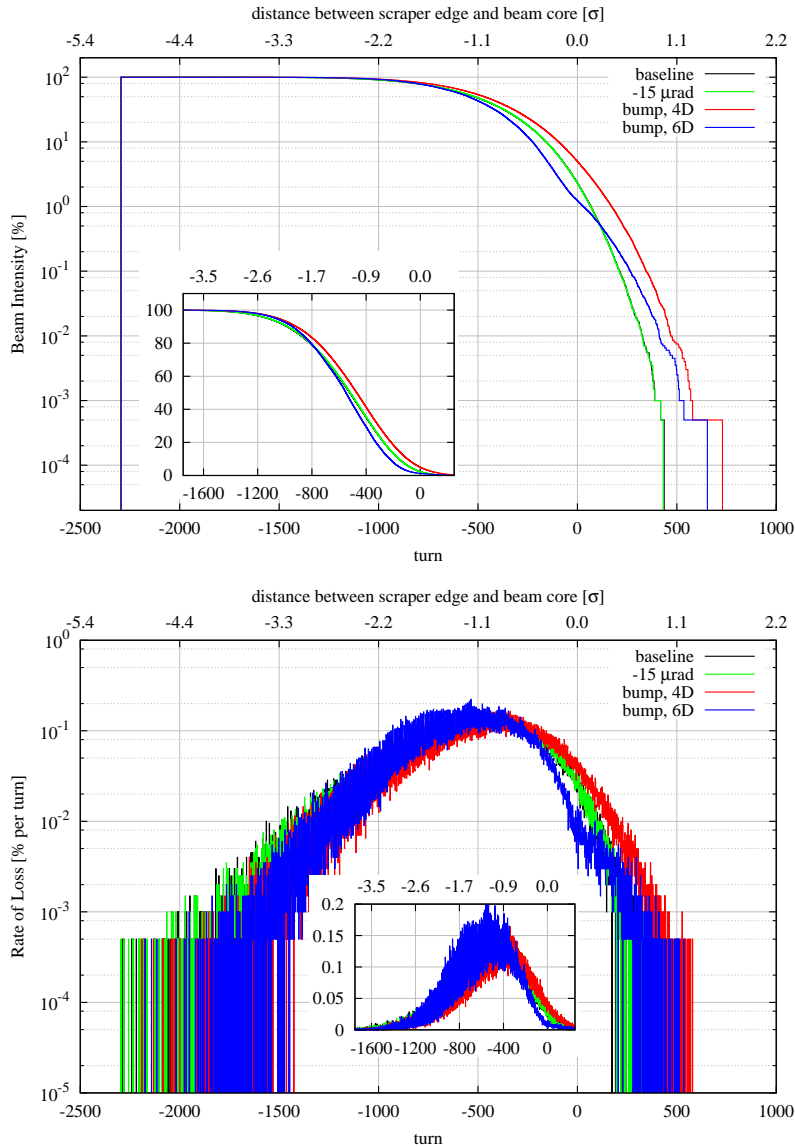 distance between scraper edge and beam core [σ]
-5.4 -4.4 -3.3 -2.2 -1.1 0.0 1.1 2.2
baseline
-15 μrad
bump, 4D
bump, 6D
Beam Intensity [%]
10^2
10^1
10^0
10^-1
10^-2
10^-3
10^-4
-3.5 -2.6 -1.7 -0.9 0.0
100
80
60
40
20
0
-1600 -1200 -800 -400 0
-2500 -2000 -1500 -1000 -500 0 500 1000
turn
distance between scraper edge and beam core [σ]
-5.4 -4.4 -3.3 -2.2 -1.1 0.0 1.1 2.2
baseline
-15 μrad
bump, 4D
bump, 6D
Rate of Loss [% per turn]
10^0
10^-1
10^-2
10^-3
10^-4
10^-5
-3.5 -2.6 -1.7 -0.9 0.0
0.2
0.15
0.1
0.05
0
-1600 -1200 -800 -400 0
-2500 -2000 -1500 -1000 -500 0 500 1000
turn